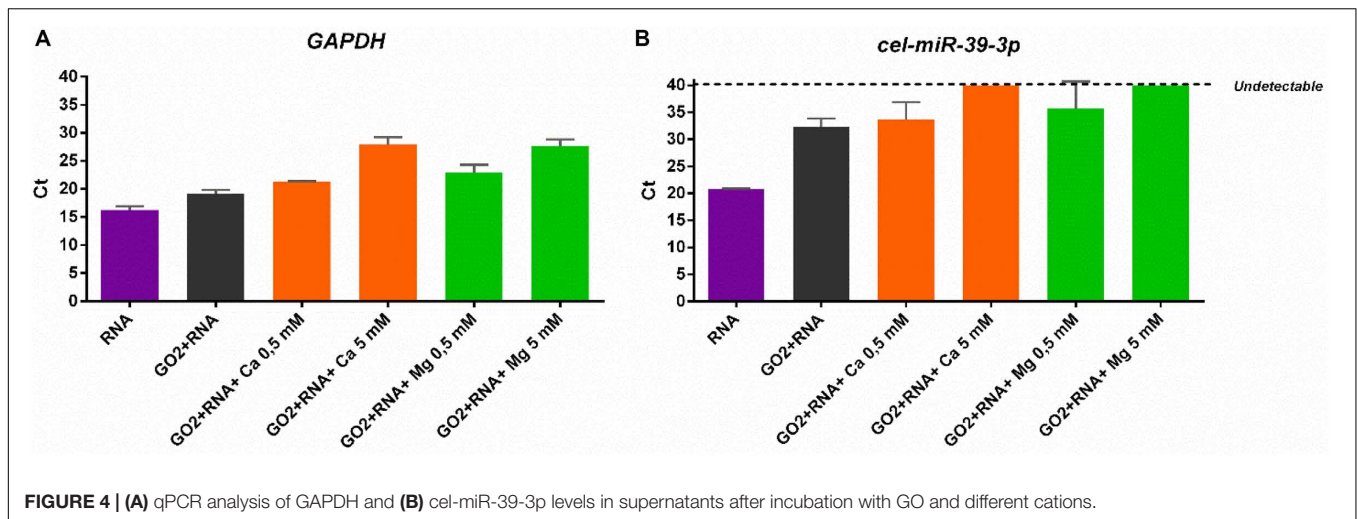 A
GAPDH
40
35
30
25
20
15
10
5
0
Ct
RNA
GO2+RNA
GO2+RNA+ Ca 0,5 mM
GO2+RNA+ Ca 5 mM
GO2+RNA+ Mg 0,5 mM
GO2+RNA+ Mg 5 mM
B
cel-miR-39-3p
40
35
30
25
20
15
10
5
0
Ct
Undetectable
RNA
GO2+RNA
GO2+RNA+ Ca 0,5 mM
GO2+RNA+ Ca 5 mM
GO2+RNA+ Mg 0,5 mM
GO2+RNA+ Mg 5 mM
FIGURE 4 | (A) qPCR analysis of GAPDH and (B) cel-miR-39-3p levels in supernatants after incubation with GO and different cations.